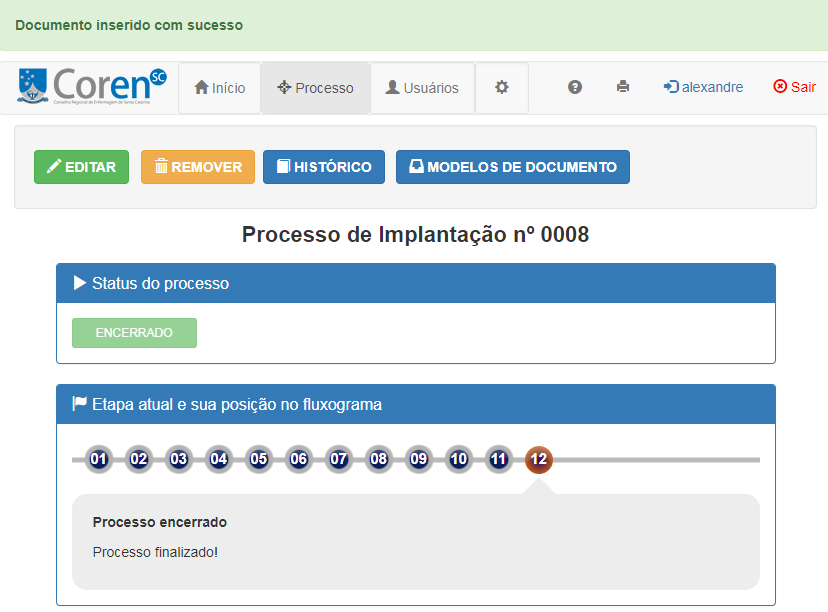 Documento inserido com sucesso
Coren SC
Conselho Regional de Enfermagem de Santa Catarina
Início
Processo
Usuários
alexandre
Sair
EDITAR
REMOVER
HISTÓRICO
MODELOS DE DOCUMENTO
Processo de Implantação nº 0008
Status do processo
ENCERRADO
Etapa atual e sua posição no fluxograma
01 02 03 04 05 06 07 08 09 10 11 12
Processo encerrado
Processo finalizado!